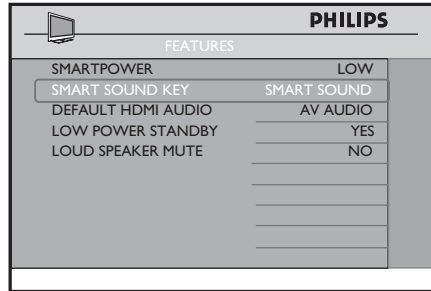 PHILIPS
FEATURES
SMARTPOWER LOW
SMART SOUND KEY SMART SOUND
DEFAULT HDMI AUDIO AV AUDIO
LOW POWER STANDBY YES
LOUD SPEAKER MUTE NO